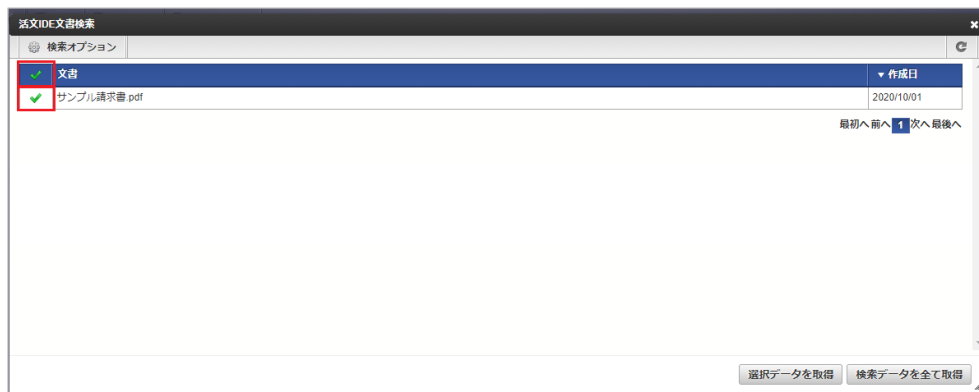 活文IDE文書検索
検索オプション
文書 ▼作成日
サンプル請求書.pdf 2020/10/01
最初へ 前へ 1 次へ 最後へ
選択データを取得 検索データを全て取得